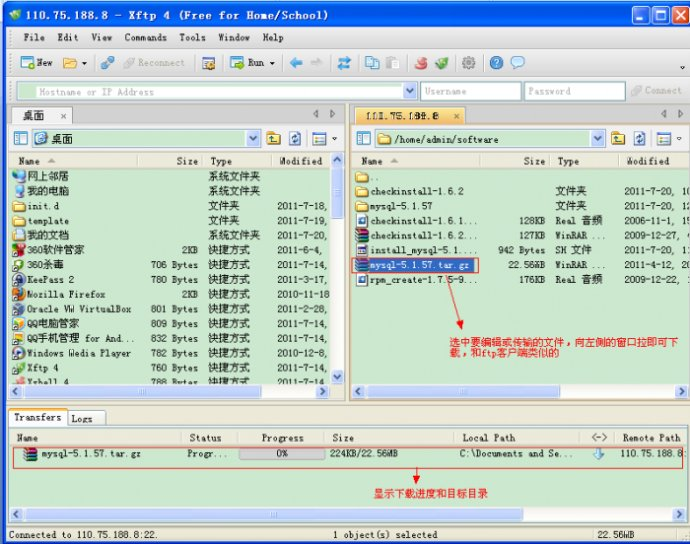 110.75.188.8 - Xftp 4 (Free for Home/School)
File Edit View Commands Tools Window Help
New Reconnect Run
Hostname or IP Address Username Password Connect
桌面 ×
桌面
Name Size Type Modified
网上邻居 系统文件夹
我的电脑 系统文件夹
init.d 文件夹 2011-7-18,
template 文件夹 2011-7-19,
我的文档 系统文件夹 2011-7-20,
360软件管家 2KB 快捷方式 2011-6-4,
360杀毒 706 Bytes 快捷方式 2011-7-14,
KeePass 2 780 Bytes 快捷方式 2011-3-17,
Mozilla Firefox 2KB 快捷方式 2010-11-18
Oracle VM VirtualBox 801 Bytes 快捷方式 2011-2-28,
QQ电脑管家 809 Bytes 快捷方式 2011-7-14,
QQ手机管理 for And... 832 Bytes 快捷方式 2011-7-14,
Windows Media Player 782 Bytes 快捷方式 2010-12-8,
Xftp 4 760 Bytes 快捷方式 2011-7-14,
Xshell 4 788 Bytes 快捷方式 2011-7-14,
/home/admin/software
Name Size Type Modified
..
checkinstall-1.6.2 文件夹 2011-7-20, 10
mysql-5.1.57 文件夹 2011-7-20,
checkinstall-1.6.1... 128KB Real 音频 2006-11-1, 15
checkinstall-1.6.2... 127KB WinRAR ... 2009-12-27, 4
install_mysql-5.1.... 942 Bytes SH 文件 2011-7-20, 11
mysql-5.1.57.tar.gz 22.56MB WinRAR ... 2011-4-12, 20
rpm_create-1.7.5-9... 176KB Real 音频 2009-12-22, 1
选中要编辑或传输的文件，向左侧的窗口拉即可下
载，和ftp客户端类似的
Transfers Logs
Name Status Progress Size Local Path <-> Remote Path
mysql-5.1.57.tar.gz Progr... 0% 224KB/22.56MB C:\Documents and Se... 110.75.188.8:
显示下载进度和目标目录
Connected to 110.75.188.8:22. 1 object(s) selected 22.56MB